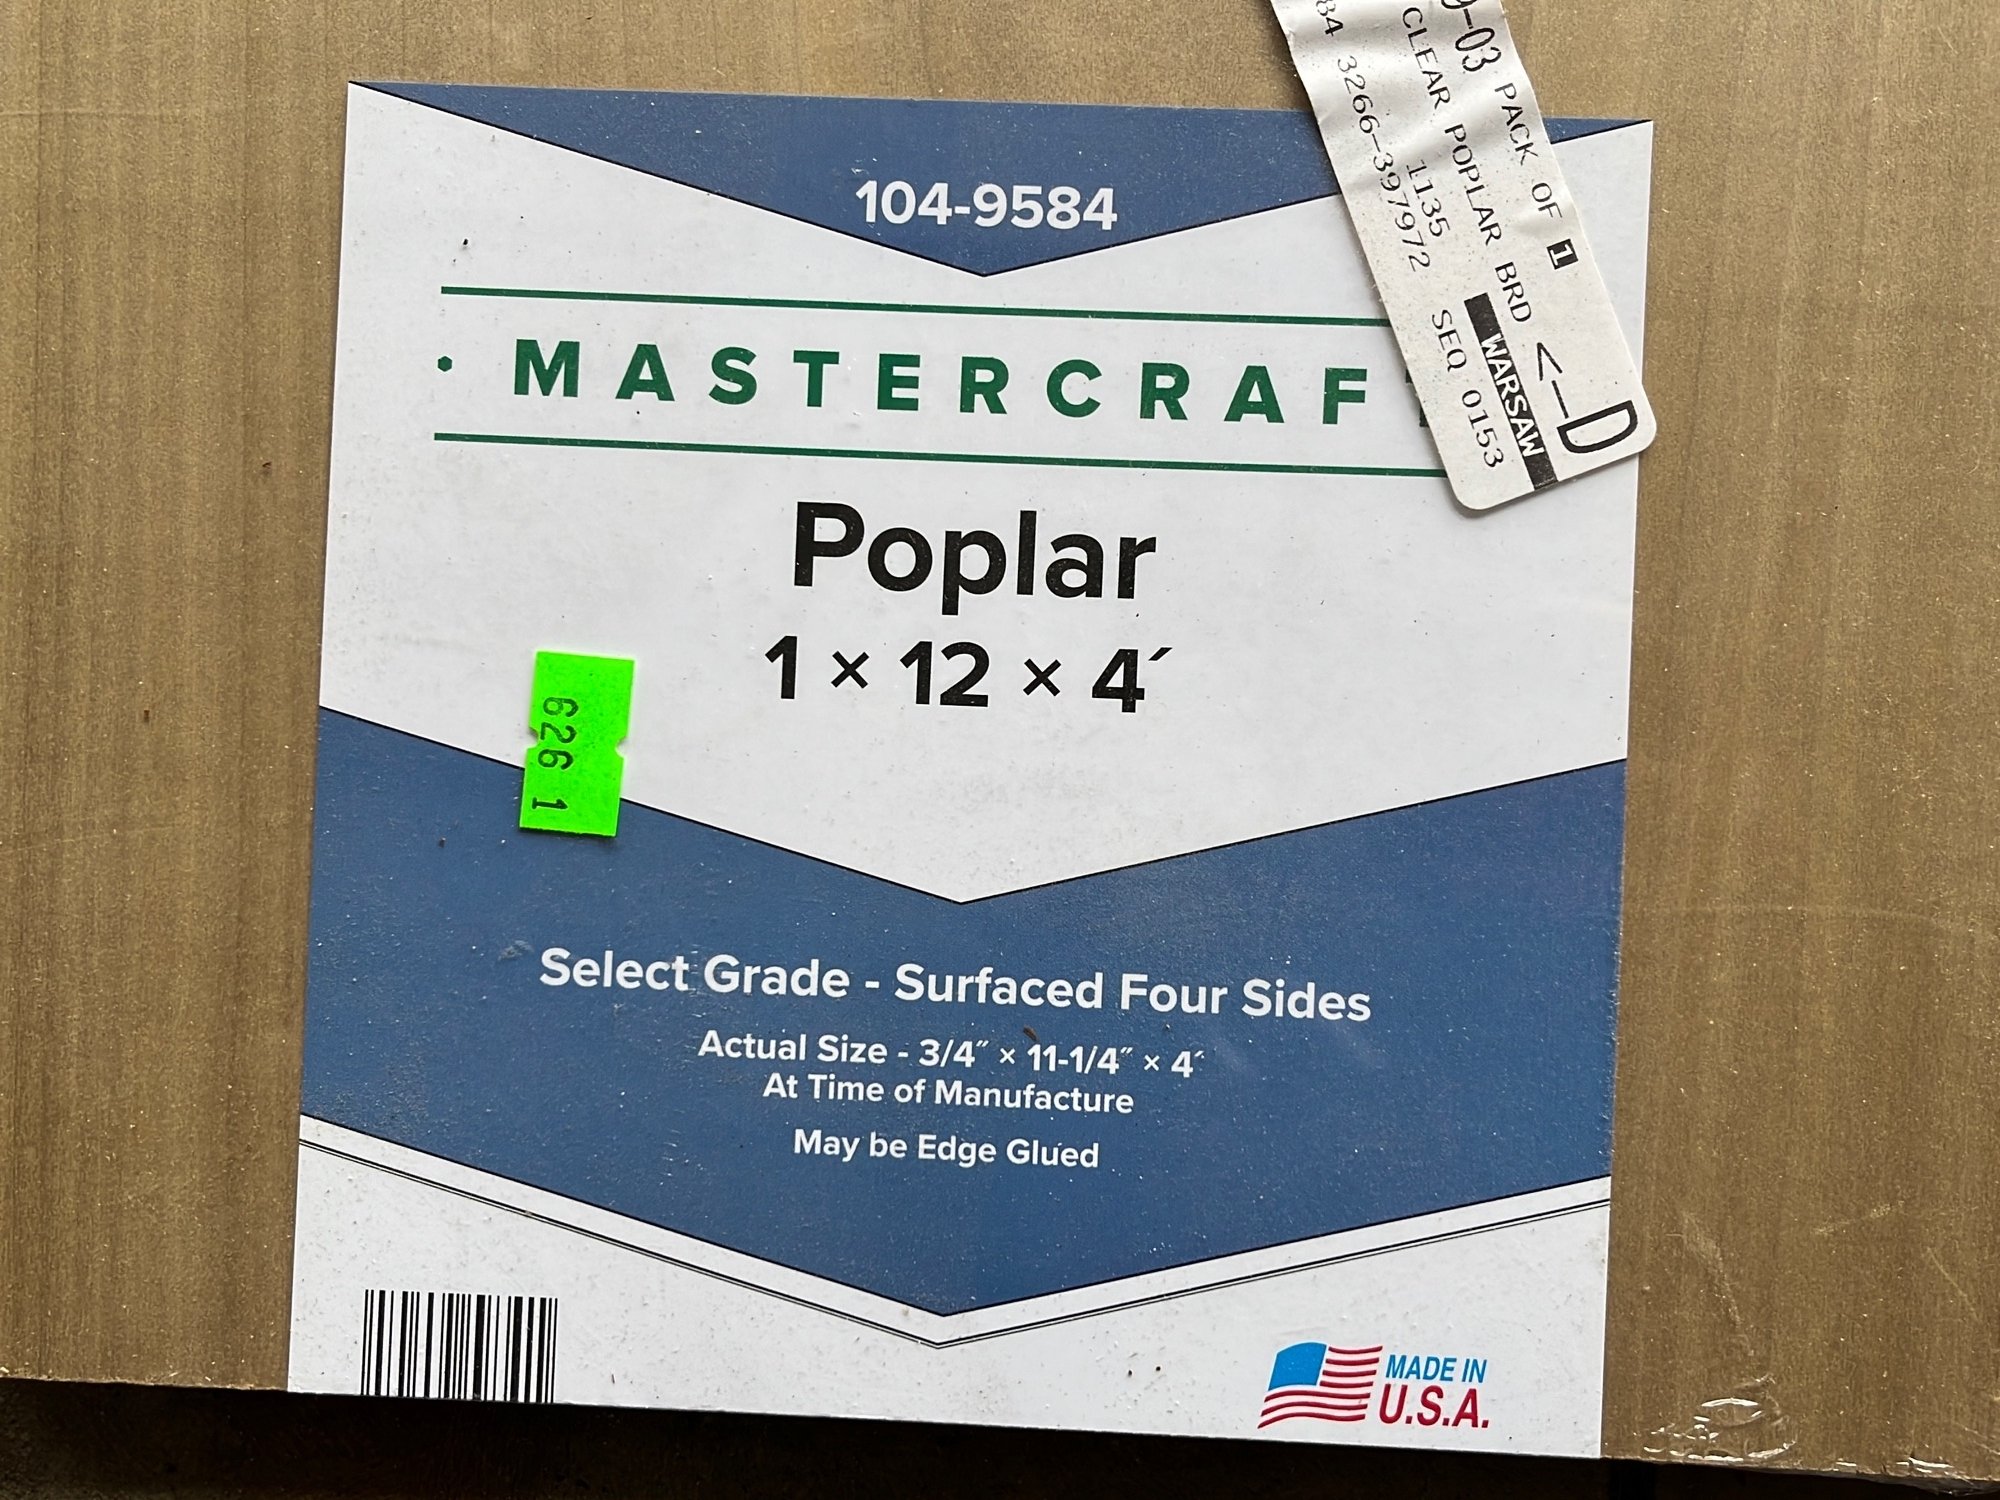 104-9584
MASTERCRAF
Poplar
1 × 12 × 4´
Select Grade - Surfaced Four Sides
Actual Size - 3/4˝ × 11-1/4˝ × 4´
At Time of Manufacture
May be Edge Glued
MADE IN
U.S.A.
626 1
-03 PACK OF 1
CLEAR POPLAR BRD <—D
1135 WARSAW
84 3266-397972 SEQ 0153